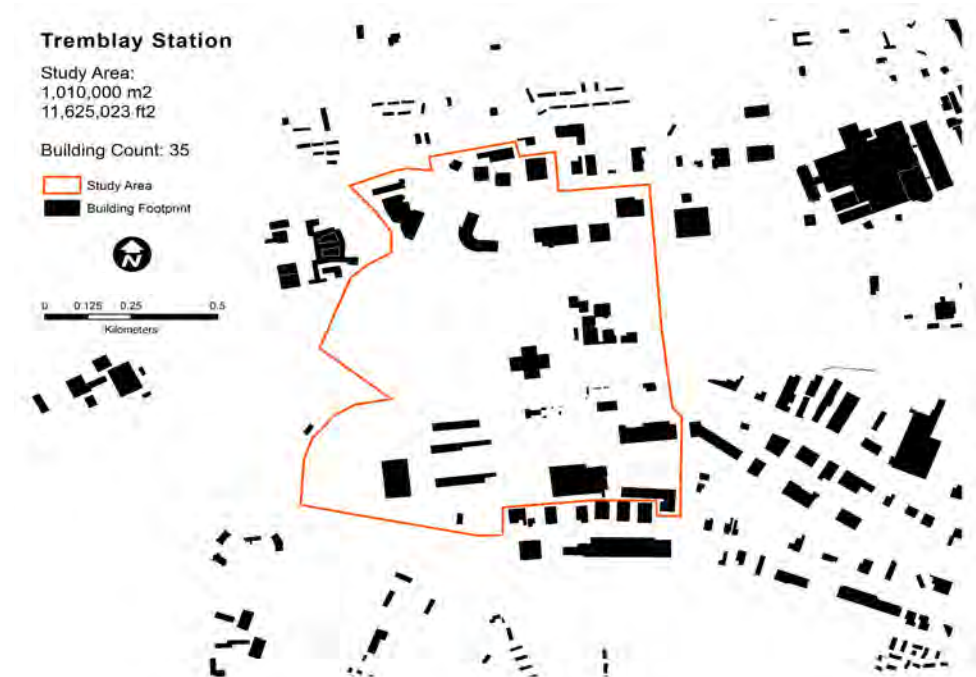 Tremblay Station
Study Area:
1,010,000 m2
11,625,023 ft2
Building Count: 35
Study Area
Building Footprint
N
0 0.125 0.25 0.5
Kilometers